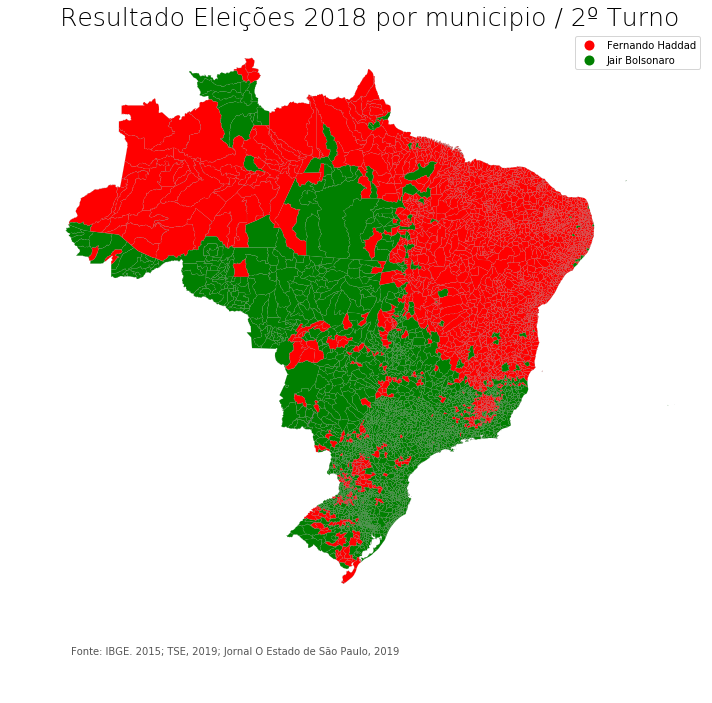 Resultado Eleições 2018 por municipio / 2º Turno
Fernando Haddad
Jair Bolsonaro
Fonte: IBGE. 2015; TSE, 2019; Jornal O Estado de São Paulo, 2019